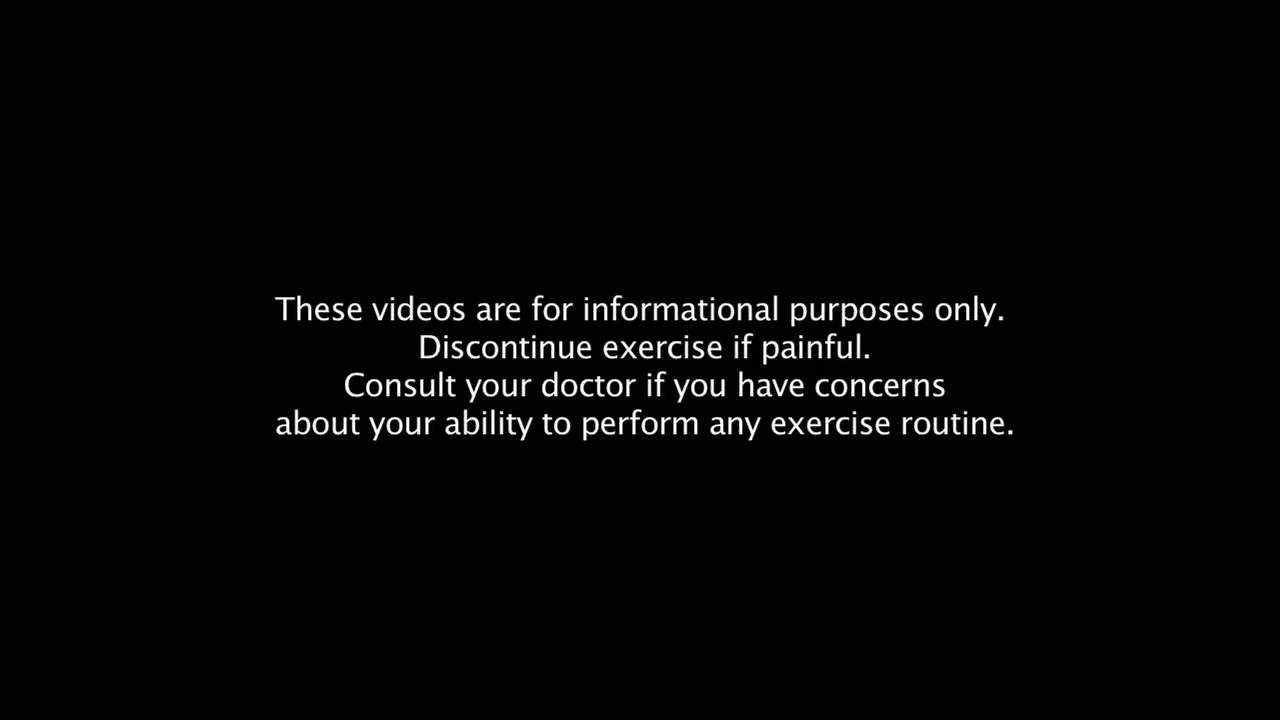 These videos are for informational purposes only.
Discontinue exercise if painful.
Consult your doctor if you have concerns
about your ability to perform any exercise routine.